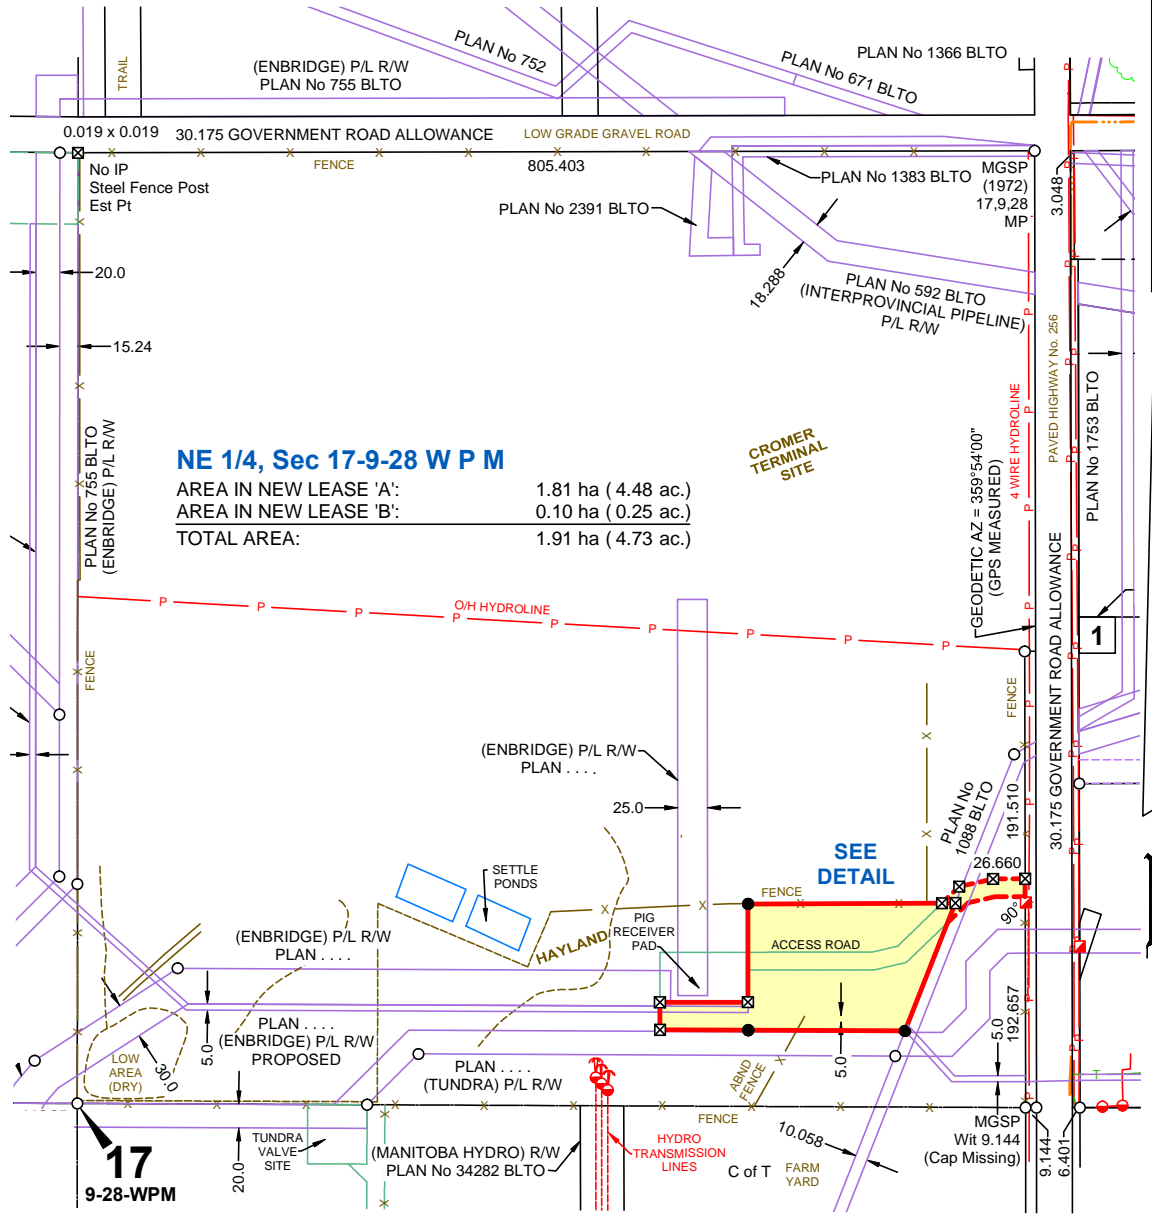 PLAN No 752
(ENBRIDGE) P/L R/W
PLAN No 755 BLTO
TRAIL
PLAN No 671 BLTO
PLAN No 1366 BLTO
0.019 x 0.019
30.175 GOVERNMENT ROAD ALLOWANCE
LOW GRADE GRAVEL ROAD
FENCE
805.403
No IP
Steel Fence Post
Est Pt
PLAN No 1383 BLTO
MGSP
(1972)
17,9,28
MP
3.048
PLAN No 2391 BLTO
20.0
18.288
PLAN No 592 BLTO
(INTERPROVINCIAL PIPELINE)
P/L R/W
15.24
PLAN No 755 BLTO
(ENBRIDGE) P/L R/W
NE 1/4, Sec 17-9-28 W P M
AREA IN NEW LEASE 'A': 1.81 ha ( 4.48 ac.)
AREA IN NEW LEASE 'B': 0.10 ha ( 0.25 ac.)
TOTAL AREA: 1.91 ha ( 4.73 ac.)
CROMER
TERMINAL
SITE
GEODETIC AZ = 359°54'00"
(GPS MEASURED)
4 WIRE HYDROLINE
PAVED HIGHWAY No. 256
PLAN No 1753 BLTO
30.175 GOVERNMENT ROAD ALLOWANCE
1
O/H HYDROLINE
FENCE
FENCE
(ENBRIDGE) P/L R/W
PLAN . . . .
25.0
PLAN No
1088 BLTO
191.510
SEE
DETAIL
26.660
90°
SETTLE
PONDS
FENCE
PIG
RECEIVER
PAD
HAYLAND
ACCESS ROAD
(ENBRIDGE) P/L R/W
PLAN . . . .
5.0
PLAN . . . .
(ENBRIDGE) P/L R/W
PROPOSED
LOW
AREA
(DRY)
30.0
PLAN . . . .
(TUNDRA) P/L R/W
ABND
FENCE
5.0
5.0
192.657
FENCE
17
9-28-WPM
20.0
TUNDRA
VALVE
SITE
(MANITOBA HYDRO) R/W
PLAN No 34282 BLTO
HYDRO
TRANSMISSION
LINES
10.058
C of T
FARM
YARD
MGSP
Wit 9.144
(Cap Missing)
9.144
6.401
T